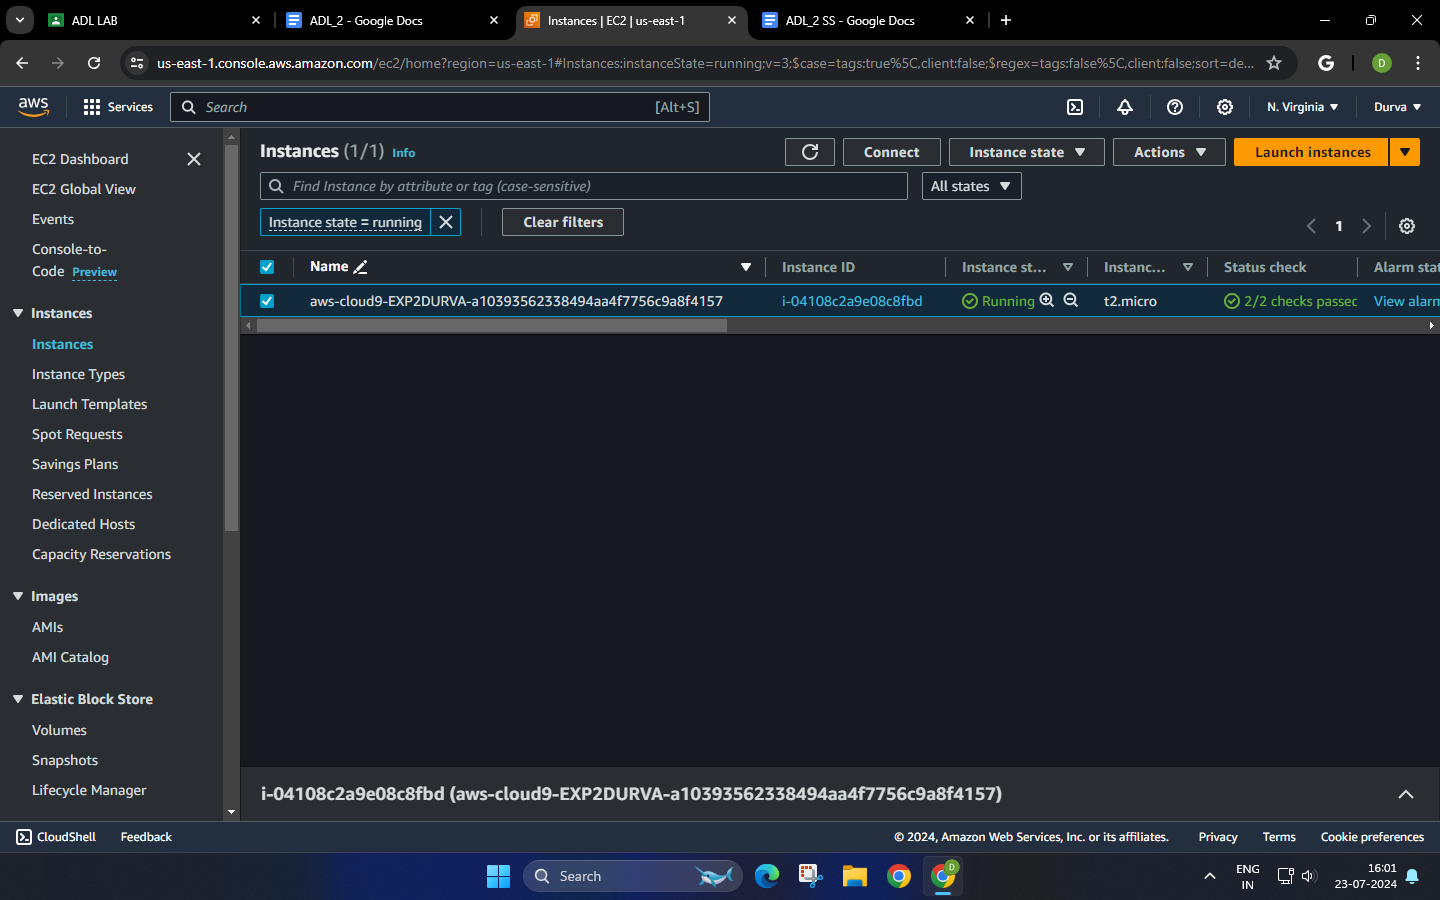 ADL LAB
ADL_2 - Google Docs
Instances | EC2 | us-east-1
ADL_2 SS - Google Docs
us-east-1.console.aws.amazon.com/ec2/home?region=us-east-1#Instances:instanceState=running;v=3;$case=tags:true%5C,client:false;$regex=tags:false%5C,client:false;sort=de...
G
D
aws
Services
Search
[Alt+S]
N. Virginia
Durva
EC2 Dashboard
EC2 Global View
Events
Console-to-
Code Preview
Instances
Instances
Instance Types
Launch Templates
Spot Requests
Savings Plans
Reserved Instances
Dedicated Hosts
Capacity Reservations
Images
AMIs
AMI Catalog
Elastic Block Store
Volumes
Snapshots
Lifecycle Manager
Instances (1/1) Info
Connect
Instance state
Actions
Launch instances
Find Instance by attribute or tag (case-sensitive)
All states
Instance state = running
Clear filters
1
Name
Instance ID
Instance st...
Instanc...
Status check
Alarm stat
aws-cloud9-EXP2DURVA-a10393562338494aa4f7756c9a8f4157
i-04108c2a9e08c8fbd
Running
t2.micro
2/2 checks passec
View alarm
i-04108c2a9e08c8fbd (aws-cloud9-EXP2DURVA-a10393562338494aa4f7756c9a8f4157)
CloudShell
Feedback
© 2024, Amazon Web Services, Inc. or its affiliates.
Privacy
Terms
Cookie preferences
Search
D
ENG
IN
16:01
23-07-2024